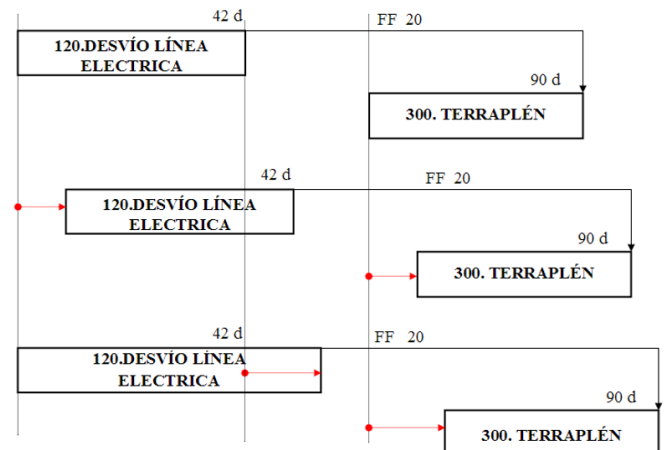 42 d
FF 20
120.DESVÍO LÍNEA
ELECTRICA
90 d
300. TERRAPLÉN
42 d
FF 20
120.DESVÍO LÍNEA
ELECTRICA
90 d
300. TERRAPLÉN
42 d
FF 20
120.DESVÍO LÍNEA
ELECTRICA
90 d
300. TERRAPLÉN